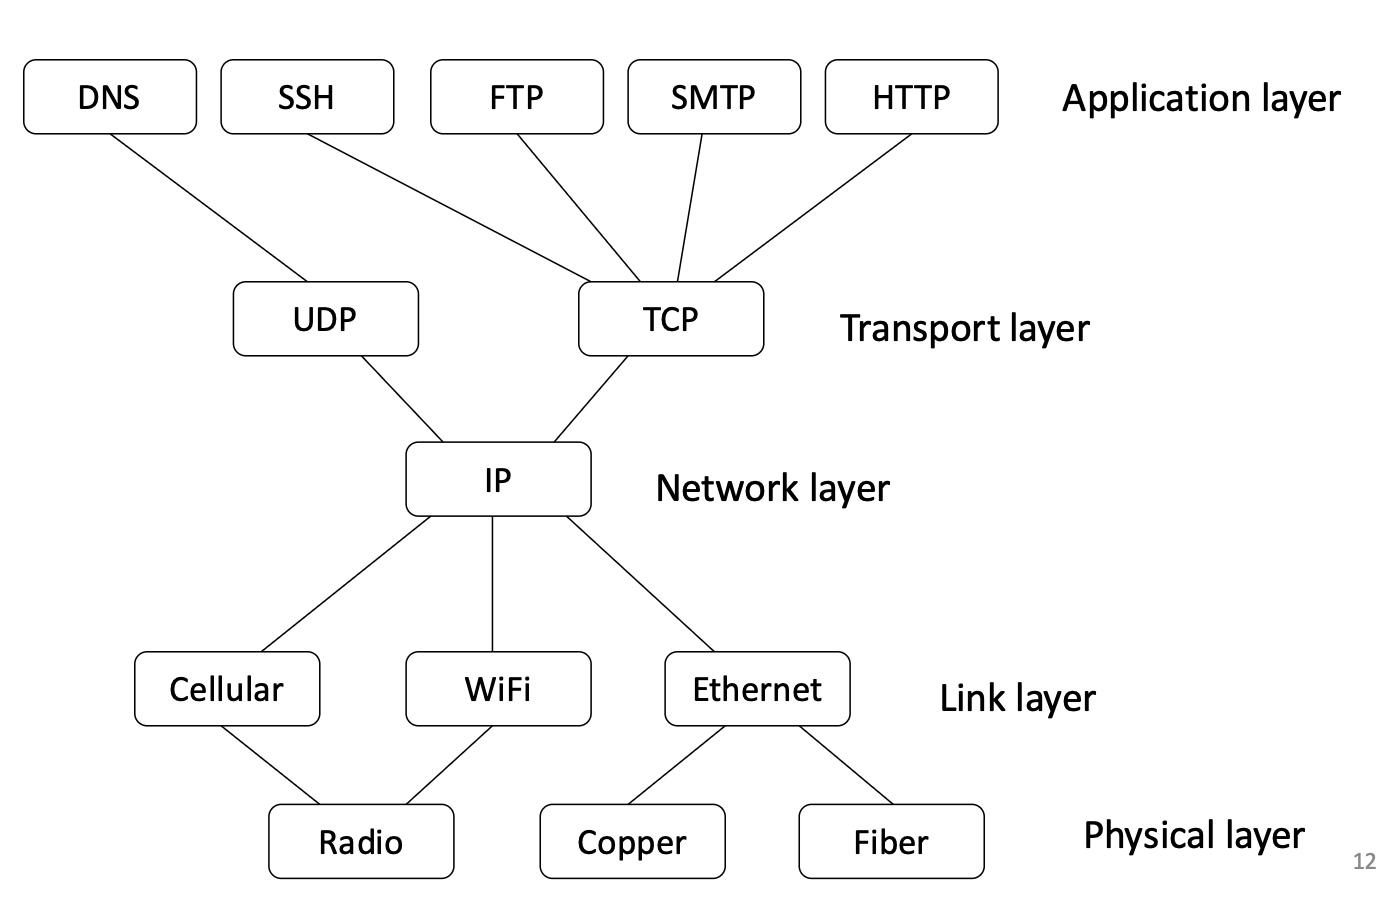 DNS SSH FTP SMTP HTTP Application layer
UDP TCP Transport layer
IP Network layer
Cellular WiFi Ethernet Link layer
Radio Copper Fiber Physical layer
12